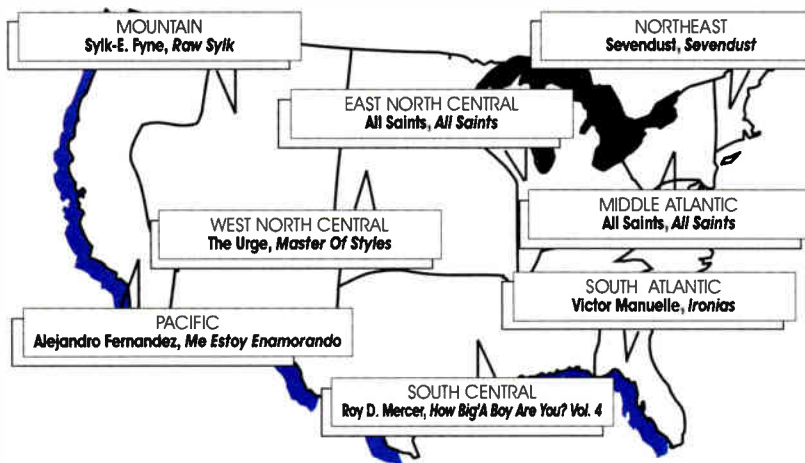 MOUNTAIN
Sylk-E. Fyne, Raw Sylk
NORTHEAST
Sevendust, Sevendust
EAST NORTH CENTRAL
All Saints, All Saints
WEST NORTH CENTRAL
The Urge, Master Of Styles
MIDDLE ATLANTIC
All Saints, All Saints
SOUTH ATLANTIC
Victor Manuelle, Ironias
PACIFIC
Alejandro Fernandez, Me Estoy Enamorando
SOUTH CENTRAL
Roy D. Mercer, How Big'A Boy Are You? Vol. 4